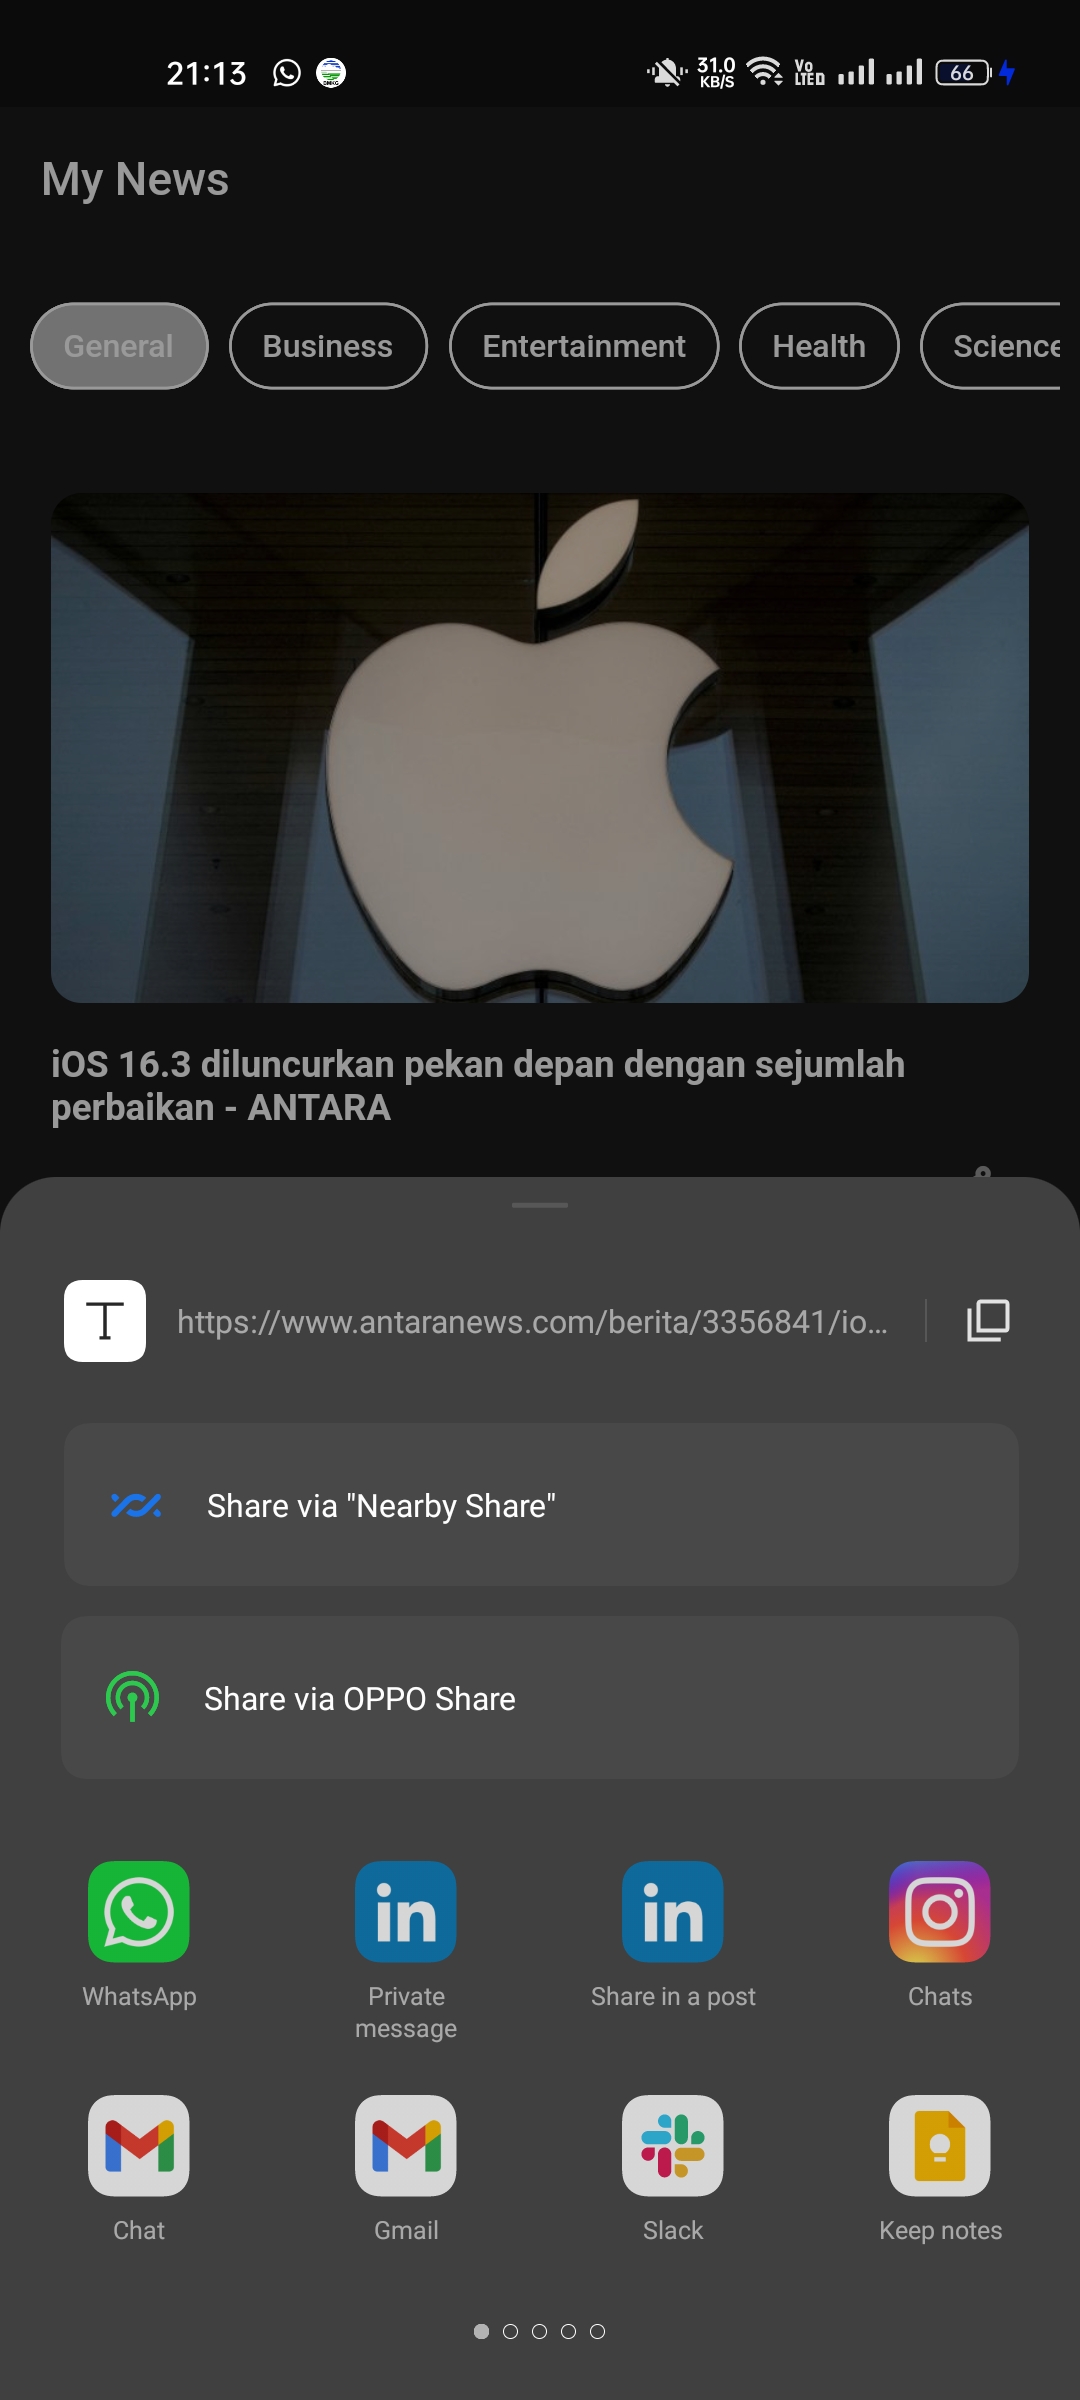 21:13
31.0
KB/S
Vo
LTE
66
My News
General
Business
Entertainment
Health
Science
iOS 16.3 diluncurkan pekan depan dengan sejumlah
perbaikan - ANTARA
T
https://www.antaranews.com/berita/3356841/io...
Share via "Nearby Share"
Share via OPPO Share
in
in
WhatsApp
Private
message
Share in a post
Chats
Chat
Gmail
Slack
Keep notes